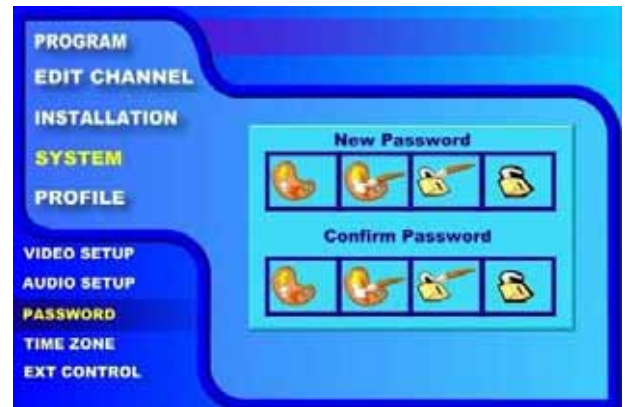 PROGRAM
EDIT CHANNEL
INSTALLATION
SYSTEM
PROFILE
VIDEO SETUP
AUDIO SETUP
PASSWORD
TIME ZONE
EXT CONTROL
New Password
Confirm Password